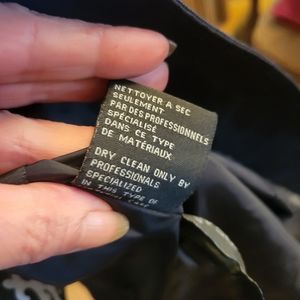 NETTOYER A SEC
SEULEMENT
PAR DES PROFESSIONNELS
SPÉCIALISÉ
DANS CE TYPE
DE MATÉRIAUX
DRY CLEAN ONLY BY
PROFESSIONALS
SPECIALIZED
IN THIS TYPE OF